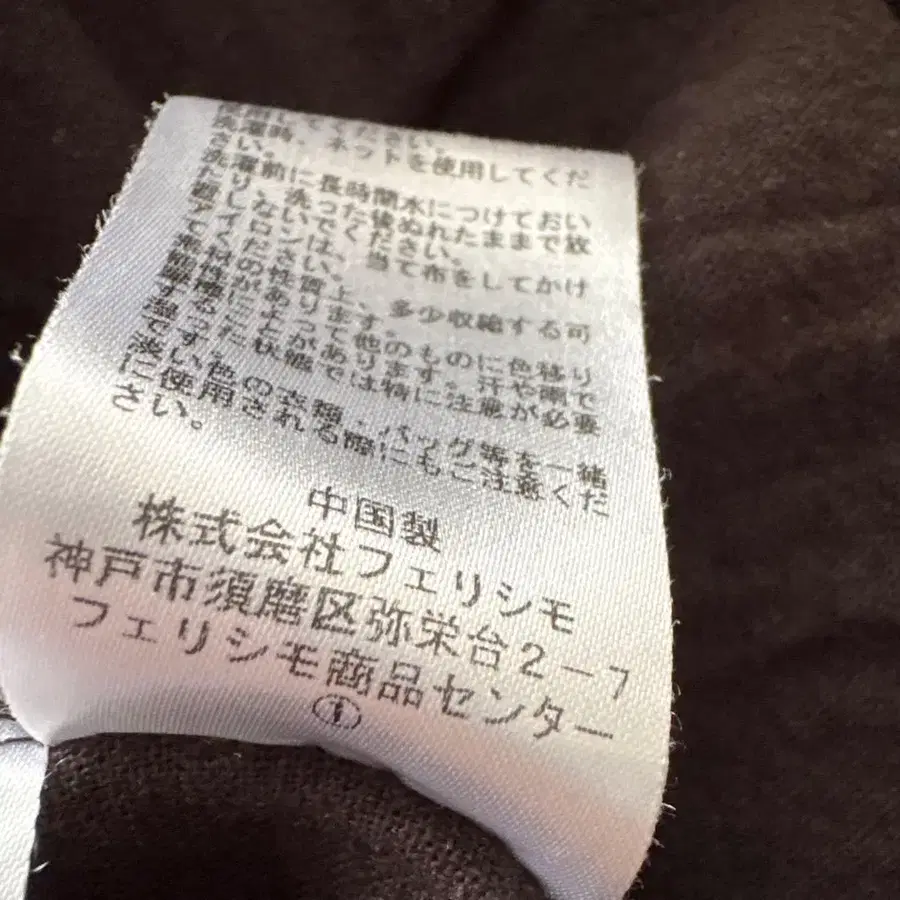 用してください。
洗濯時、ネットを使用してくだ
さい。
洗濯前に長時間水につけておい
たり、洗った後ぬれたままで放
置しないでください。
アイロンは、当て布をしてかけ
てください。
の性質上、多少収縮する可
能性があります。
によって他のものに色移り
があります。汗や雨で
った状態では特に注意が必要
です。
淡い色の衣類、バッグ等を一緒
に使用される際にもご注意くだ
さい。
中国製
株式会社フェリシモ
神戸市須磨区弥栄台2-7
フェリシモ商品センター
①